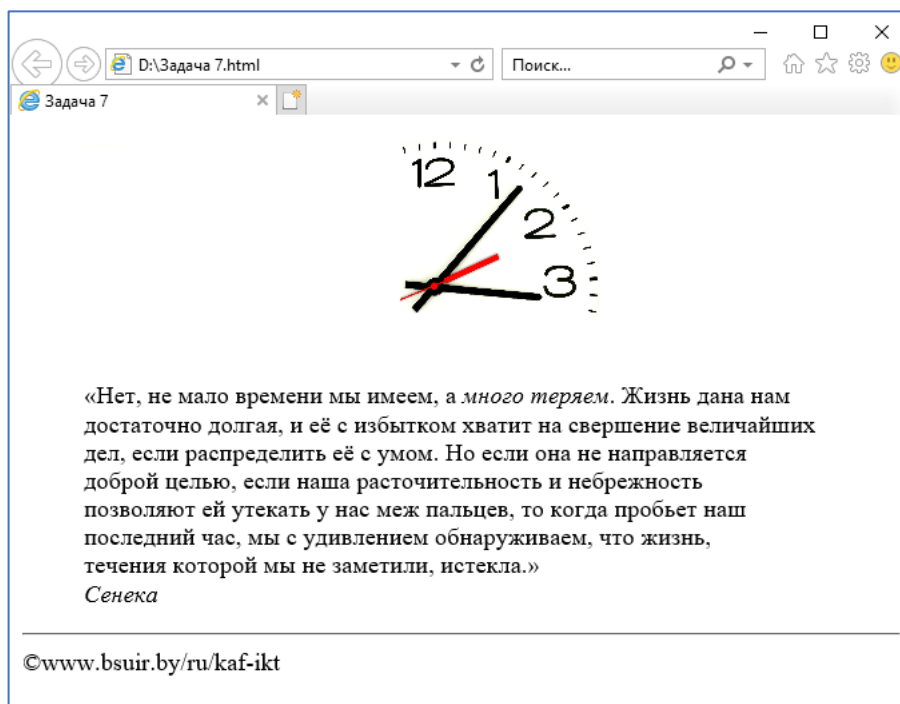 D:\Задача 7.html
Поиск...
Задача 7
12
1
2
3
«Нет, не мало времени мы имеем, а много теряем. Жизнь дана нам
достаточно долгая, и её с избытком хватит на свершение величайших
дел, если распределить её с умом. Но если она не направляется
доброй целью, если наша расточительность и небрежность
позволяют ей утекать у нас меж пальцев, то когда пробьет наш
последний час, мы с удивлением обнаруживаем, что жизнь,
течения которой мы не заметили, истекла.»
Сенека
©www.bsuir.by/ru/kaf-ikt